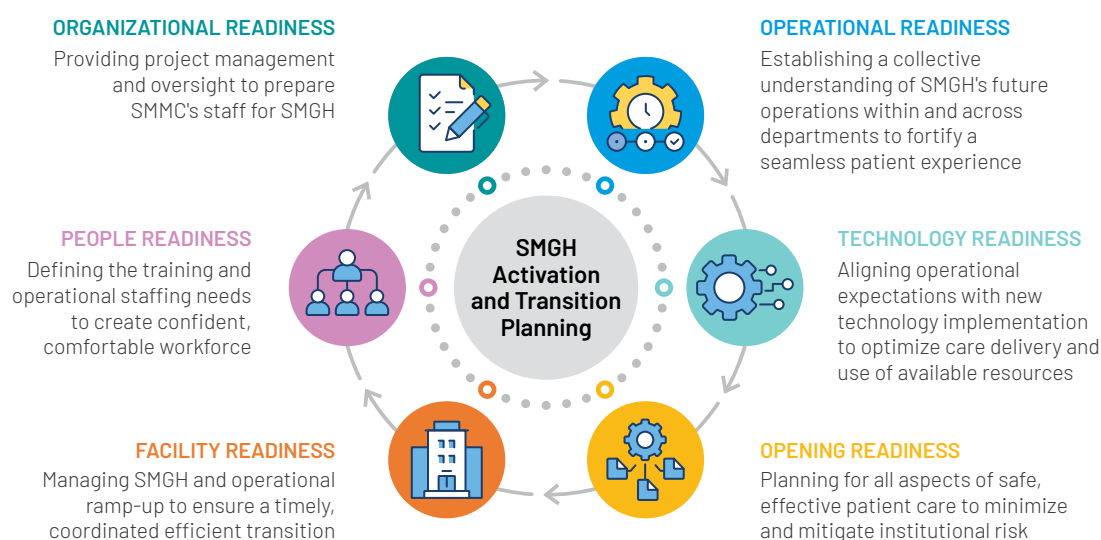 ORGANIZATIONAL READINESS
Providing project management
and oversight to prepare
SMMC's staff for SMGH
OPERATIONAL READINESS
Establishing a collective
understanding of SMGH's future
operations within and across
departments to fortify a
seamless patient experience
PEOPLE READINESS
Defining the training and
operational staffing needs
to create confident,
comfortable workforce
SMGH
Activation
and Transition
Planning
TECHNOLOGY READINESS
Aligning operational
expectations with new
technology implementation
to optimize care delivery and
use of available resources
FACILITY READINESS
Managing SMGH and operational
ramp-up to ensure a timely,
coordinated efficient transition
OPENING READINESS
Planning for all aspects of safe,
effective patient care to minimize
and mitigate institutional risk